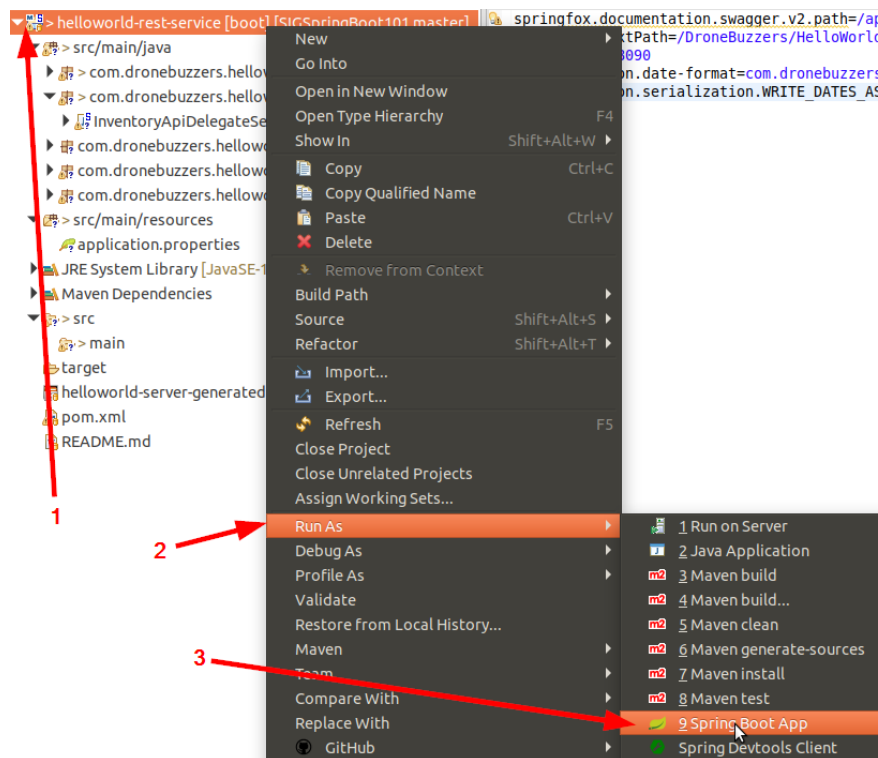 > helloworld-rest-service [boot] [SIGSpringBoot101 master]
> src/main/java
> com.dronebuzzers.hellow
> com.dronebuzzers.hellow
InventoryApiDelegateSe
com.dronebuzzers.hellow
com.dronebuzzers.hellow
com.dronebuzzers.hellow
> src/main/resources
application.properties
JRE System Library [JavaSE-1
Maven Dependencies
> src
> main
target
helloworld-server-generated
pom.xml
README.md
1
2
3
springfox.documentation.swagger.v2.path=/ap
tPath=/DroneBuzzers/HelloWorl
8090
on.date-format=com.dronebuzzers
n.serialization.WRITE_DATES_AS
New
Go Into
Open in New Window
Open Type Hierarchy F4
Show In Shift+Alt+W
Copy Ctrl+C
Copy Qualified Name
Paste Ctrl+V
Delete
Remove from Context
Build Path
Source Shift+Alt+S
Refactor Shift+Alt+T
Import...
Export...
Refresh F5
Close Project
Close Unrelated Projects
Assign Working Sets...
Run As
Debug As
Profile As
Validate
Restore from Local History...
Maven
Team
Compare With
Replace With
GitHub
1 Run on Server
2 Java Application
3 Maven build
4 Maven build...
5 Maven clean
6 Maven generate-sources
7 Maven install
8 Maven test
9 Spring Boot App
Spring Devtools Client